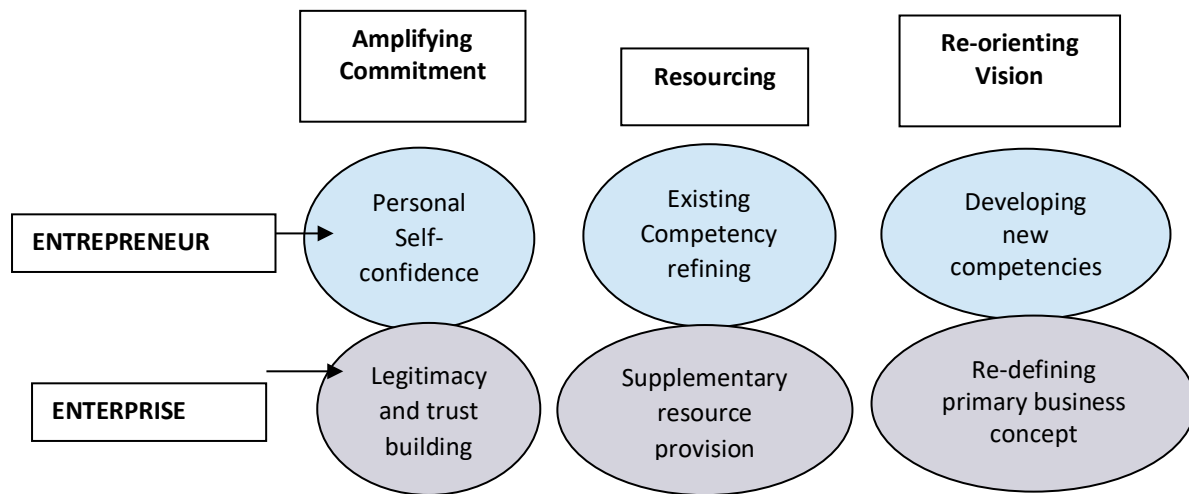 Amplifying
Commitment
Resourcing
Re-orienting
Vision
ENTREPRENEUR
Personal
Self-
confidence
Existing
Competency
refining
Developing
new
competencies
ENTERPRISE
Legitimacy
and trust
building
Supplementary
resource
provision
Re-defining
primary business
concept